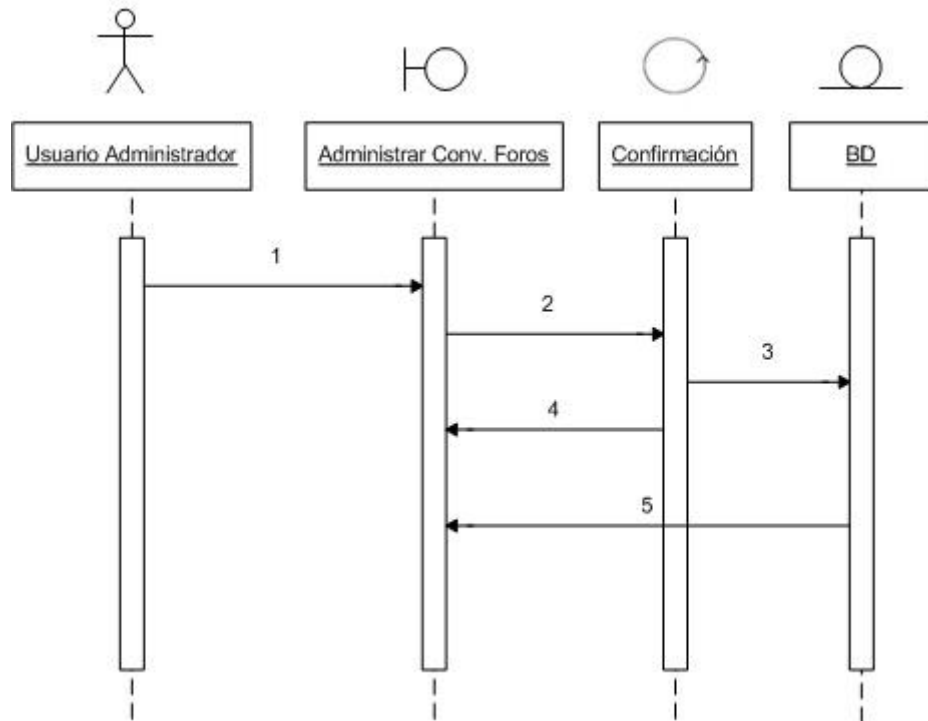 Usuario Administrador
Administrar Conv. Foros
Confirmación
BD
1
2
3
4
5